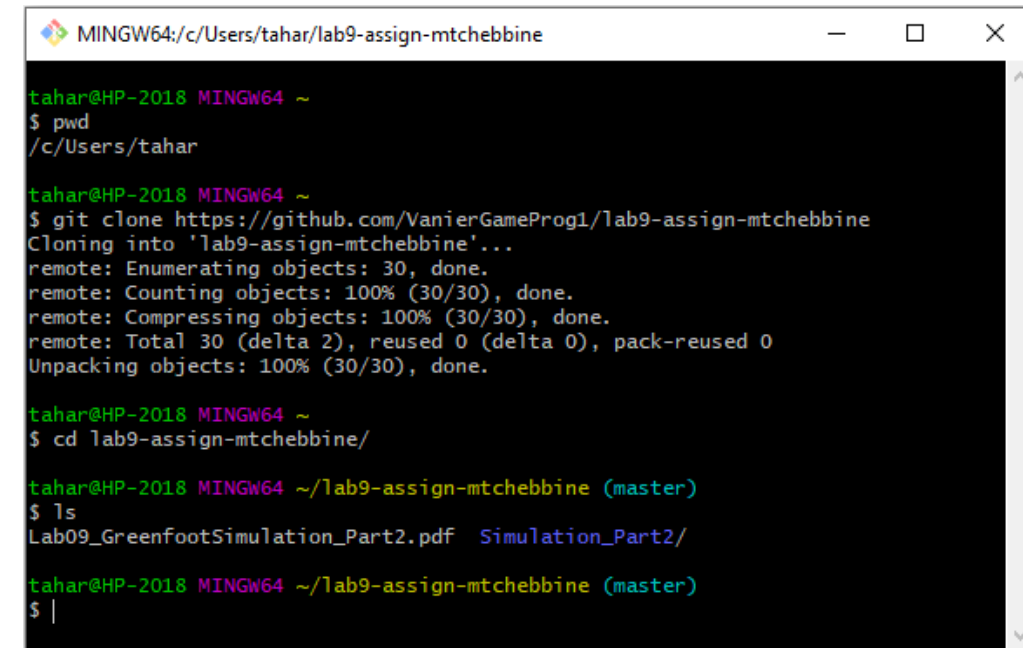 MINGW64:/c/Users/tahar/lab9-assign-mtchebbine
tahar@HP-2018 MINGW64 ~
$ pwd
/c/Users/tahar
tahar@HP-2018 MINGW64 ~
$ git clone https://github.com/VanierGameProg1/lab9-assign-mtchebbine
Cloning into 'lab9-assign-mtchebbine'...
remote: Enumerating objects: 30, done.
remote: Counting objects: 100% (30/30), done.
remote: Compressing objects: 100% (30/30), done.
remote: Total 30 (delta 2), reused 0 (delta 0), pack-reused 0
Unpacking objects: 100% (30/30), done.
tahar@HP-2018 MINGW64 ~
$ cd lab9-assign-mtchebbine/
tahar@HP-2018 MINGW64 ~/lab9-assign-mtchebbine (master)
$ ls
Lab09_GreenfootSimulation_Part2.pdf  Simulation_Part2/
tahar@HP-2018 MINGW64 ~/lab9-assign-mtchebbine (master)
$